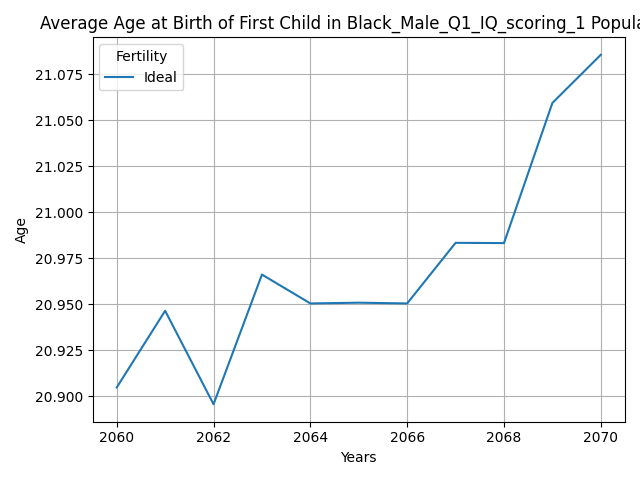 Average Age at Birth of First Child in Black_Male_Q1_IQ_scoring_1
Fertility
Ideal
21.075
21.050
21.025
21.000
20.975
20.950
20.925
20.900
Age
2060 2062 2064 2066 2068 2070
Years